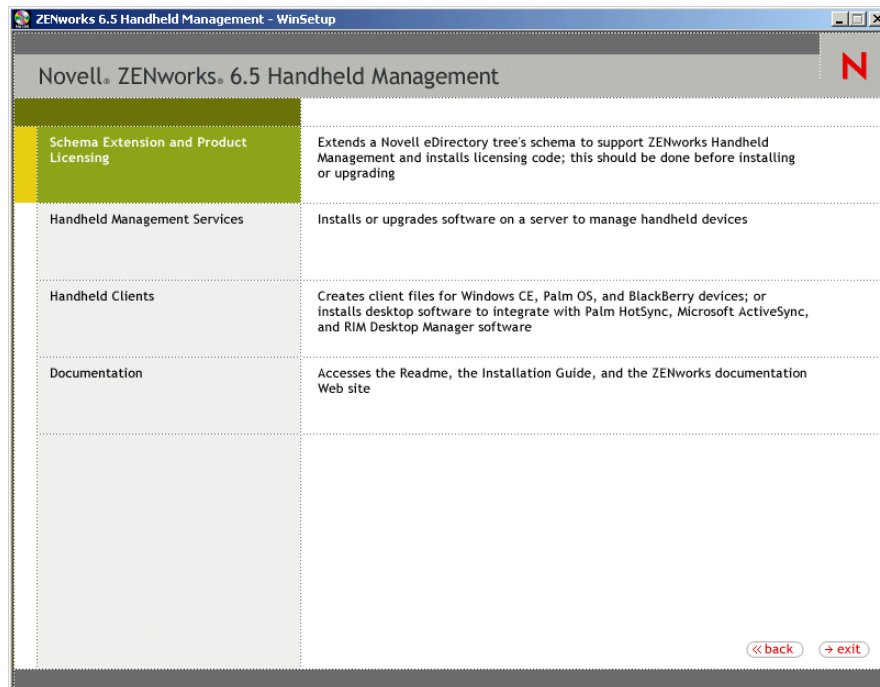 ZENworks 6.5 Handheld Management - WinSetup
Novell® ZENworks® 6.5 Handheld Management
N
Schema Extension and Product
Licensing
Extends a Novell eDirectory tree's schema to support ZENworks Handheld
Management and installs licensing code; this should be done before installing
or upgrading
Handheld Management Services
Installs or upgrades software on a server to manage handheld devices
Handheld Clients
Creates client files for Windows CE, Palm OS, and BlackBerry devices; or
installs desktop software to integrate with Palm HotSync, Microsoft ActiveSync,
and RIM Desktop Manager software
Documentation
Accesses the Readme, the Installation Guide, and the ZENworks documentation
Web site
back
exit